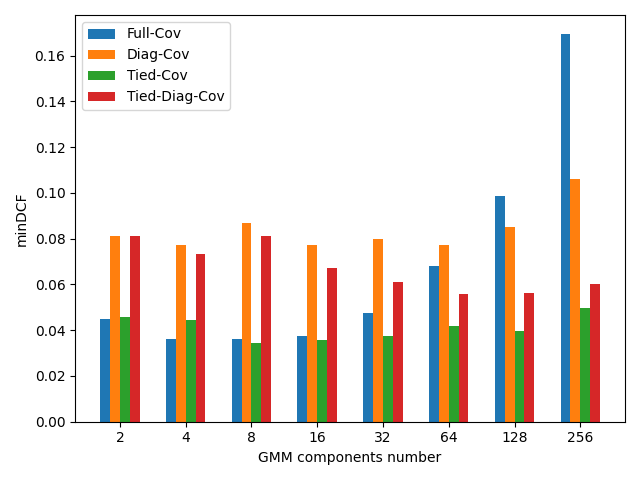 Full-Cov
Diag-Cov
Tied-Cov
Tied-Diag-Cov
0.16
0.14
0.12
0.10
0.08
0.06
0.04
0.02
0.00
minDCF
2 4 8 16 32 64 128 256
GMM components number